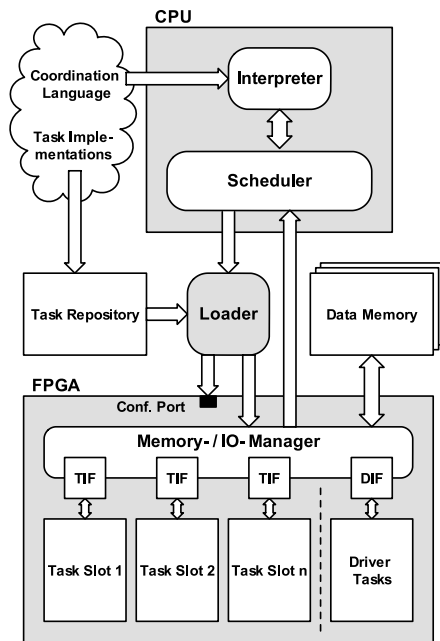 CPU
Coordination
Language
Interpreter
Task Imple-
mentations
Scheduler
Task Repository
Loader
Data Memory
FPGA
Conf. Port
Memory- / IO- Manager
TIF
TIF
TIF
DIF
Task Slot 1
Task Slot 2
Task Slot n
Driver
Tasks